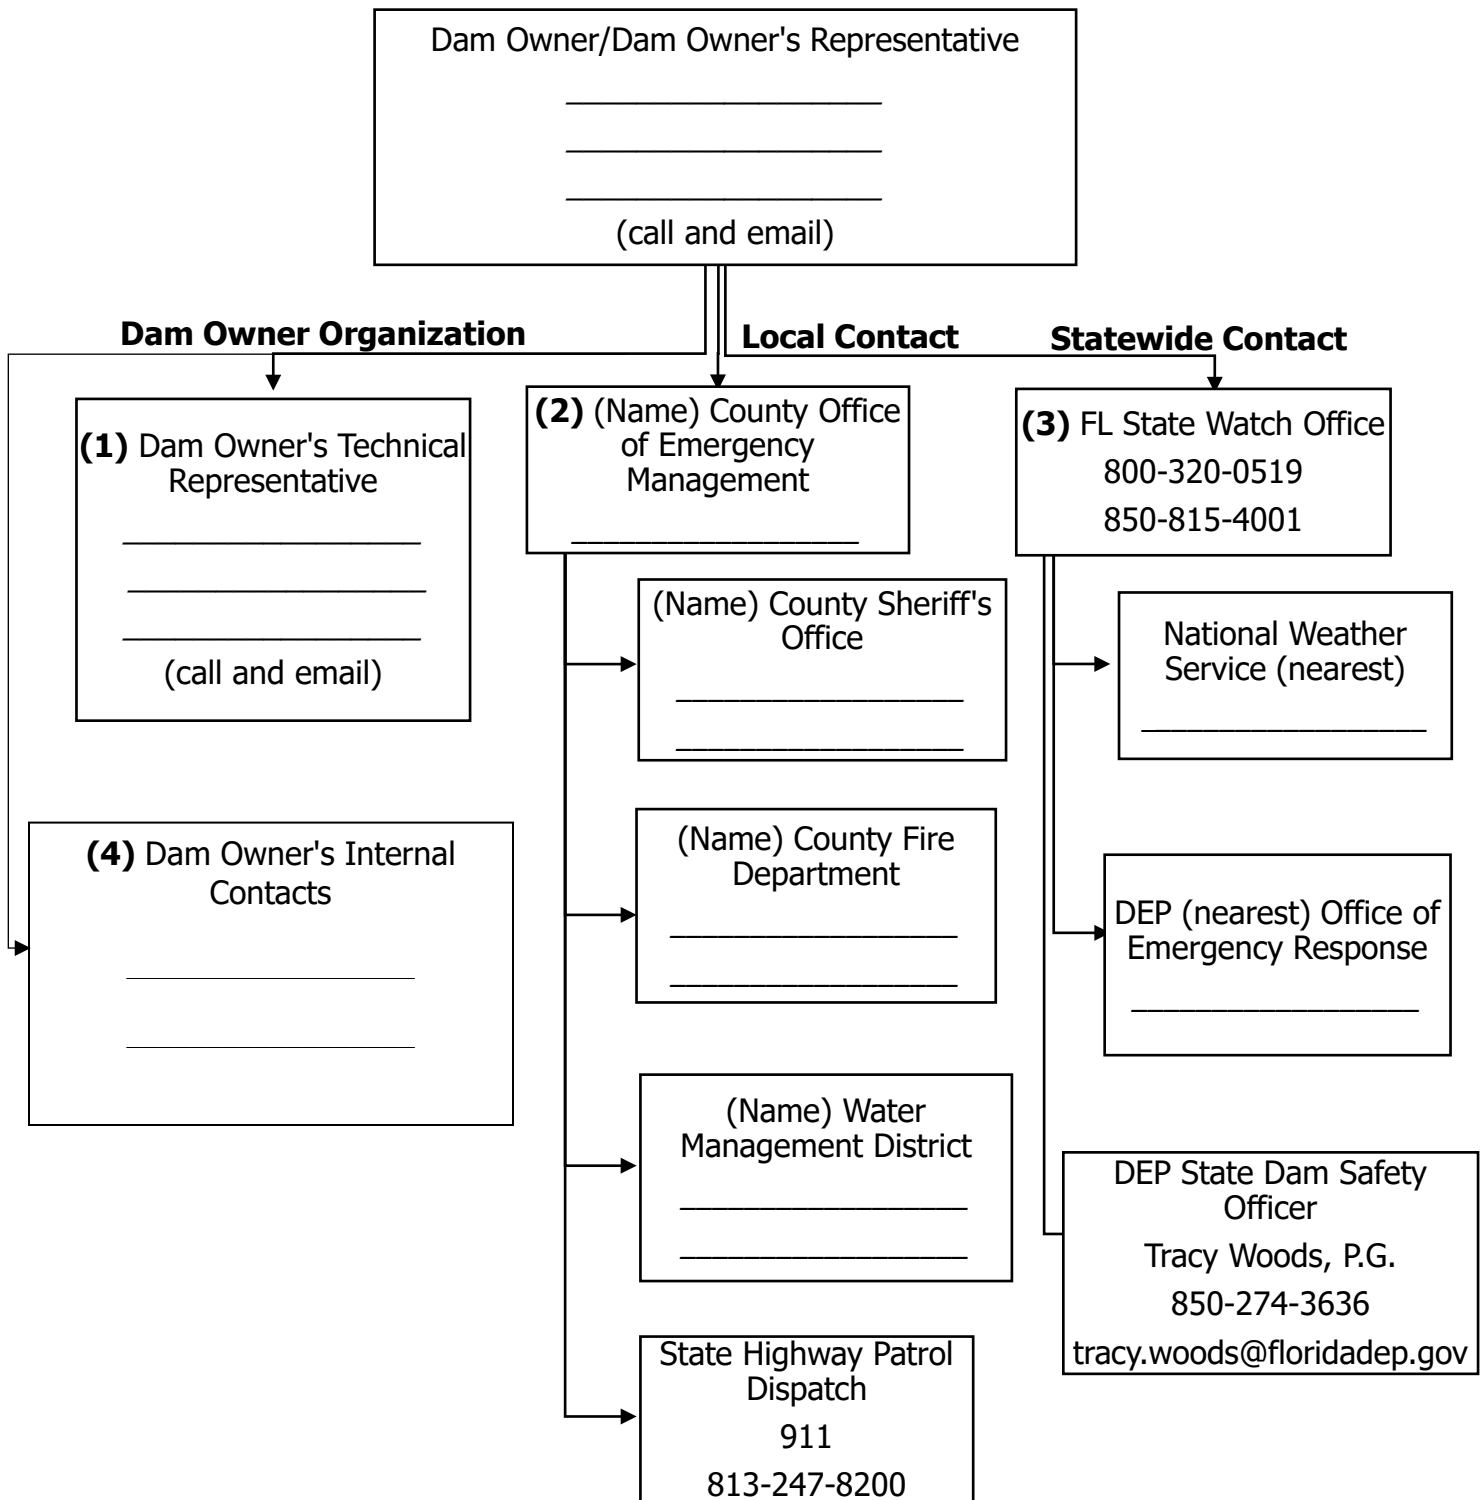 Dam Owner/Dam Owner's Representative
__________________
__________________
__________________
(call and email)
Dam Owner Organization
Local Contact
Statewide Contact
(1) Dam Owner's Technical
Representative
_________________
_________________
_________________
(call and email)
(4) Dam Owner's Internal
Contacts
__________________
__________________
(2) (Name) County Office
of Emergency
Management
__________________
(Name) County Sheriff's
Office
__________________
__________________
(Name) County Fire
Department
__________________
__________________
(Name) Water
Management District
__________________
__________________
State Highway Patrol
Dispatch
911
813-247-8200
(3) FL State Watch Office
800-320-0519
850-815-4001
National Weather
Service (nearest)
__________________
DEP (nearest) Office of
Emergency Response
__________________
DEP State Dam Safety
Officer
Tracy Woods, P.G.
850-274-3636
tracy.woods@floridadep.gov